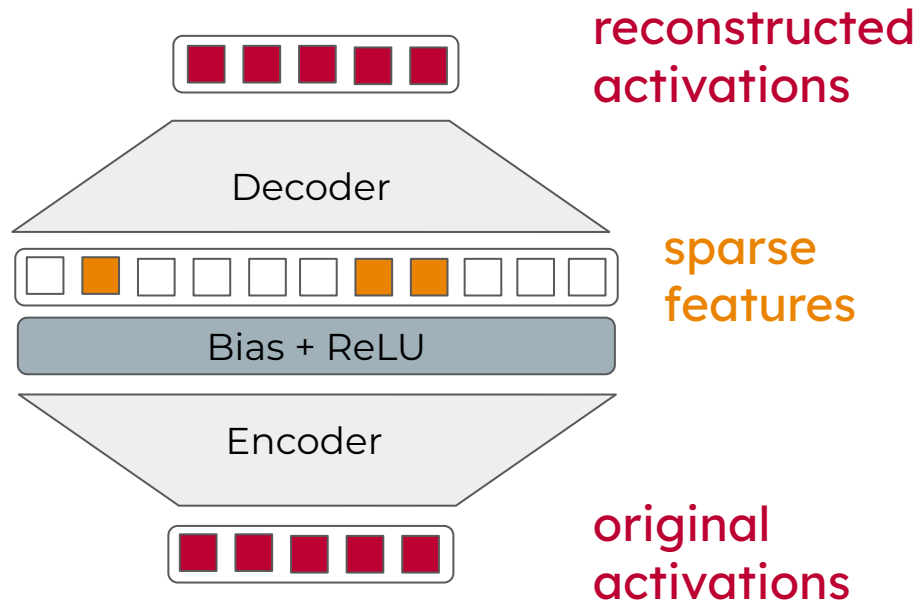 reconstructed
activations
Decoder
sparse
features
Bias + ReLU
Encoder
original
activations